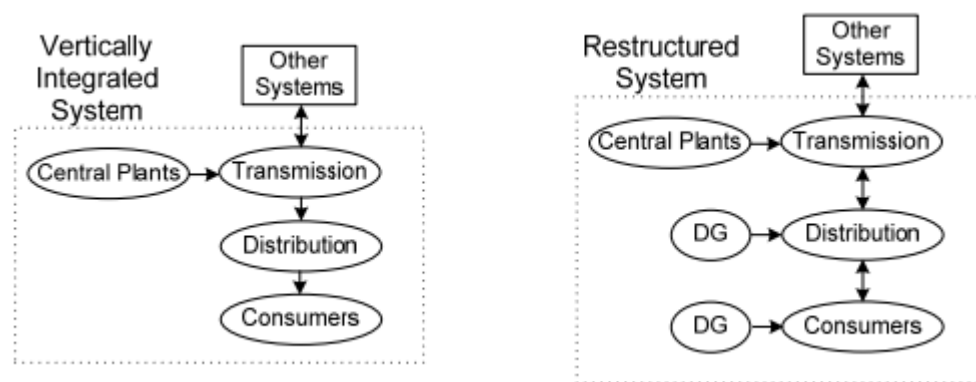 Vertically
Integrated
System
Other
Systems
Central Plants
Transmission
Distribution
Consumers
Restructured
System
Other
Systems
Central Plants
Transmission
DG
Distribution
DG
Consumers